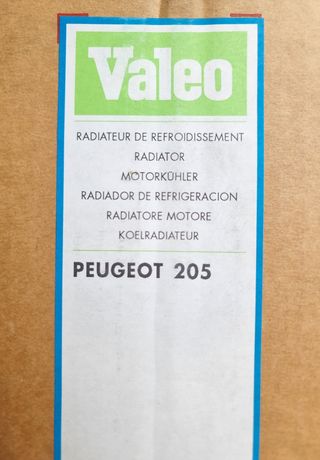 Valeo
RADIATEUR DE REFROIDISSEMENT
RADIATOR
MOTORKÜHLER
RADIADOR DE REFRIGERACION
RADIATORE MOTORE
KOELRADIATEUR
PEUGEOT 205